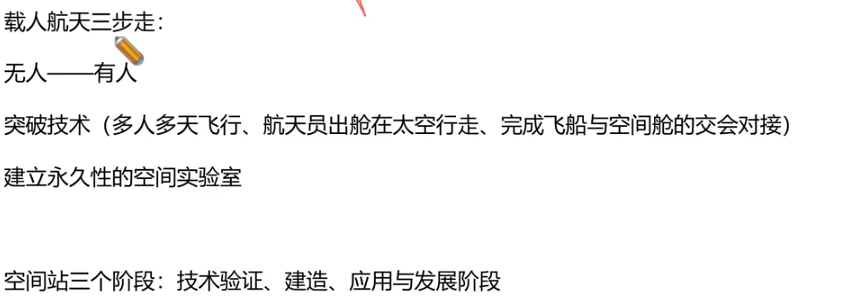 载人航天三步走：
无人——有人
突破技术（多人多天飞行、航天员出舱在太空行走、完成飞船与空间舱的交会对接）
建立永久性的空间实验室
空间站三个阶段：技术验证、建造、应用与发展阶段